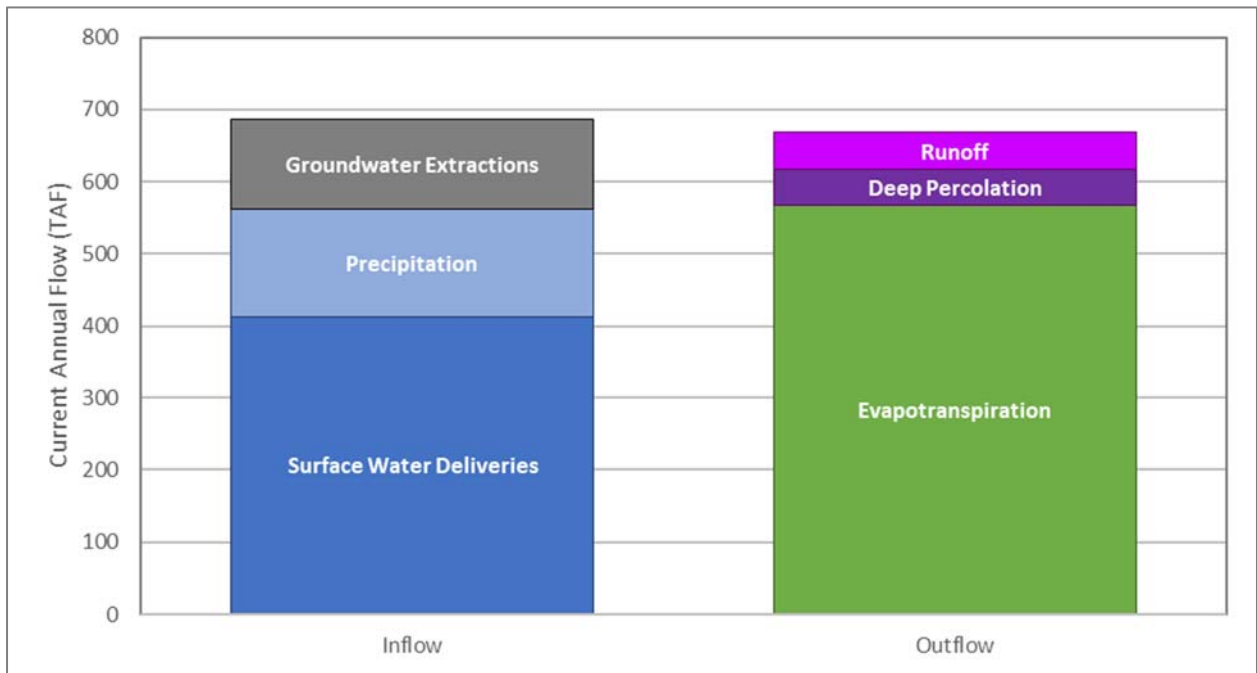 Current Annual Flow (TAF)
800
700
600
500
400
300
200
100
0
Groundwater Extractions
Precipitation
Surface Water Deliveries
Runoff
Deep Percolation
Evapotranspiration
Inflow
Outflow